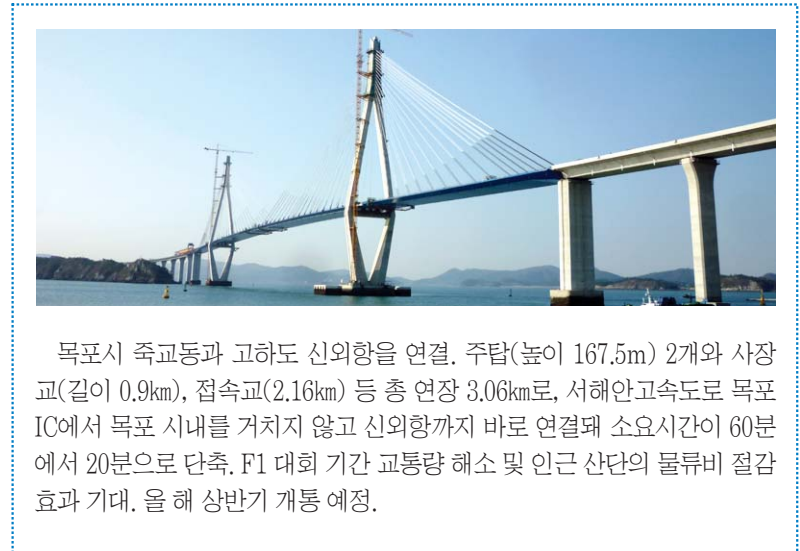 목포시 죽교동과 고하도 신외항을 연결. 주탑(높이 167.5m) 2개와 사장
교(길이 0.9㎞), 접속교(2.16㎞) 등 총 연장 3.06㎞로, 서해안고속도로 목포
IC에서 목포 시내를 거치지 않고 신외항까지 바로 연결돼 소요시간이 60분
에서 20분으로 단축. F1 대회 기간 교통량 해소 및 인근 산단의 물류비 절감
효과 기대. 올 해 상반기 개통 예정.